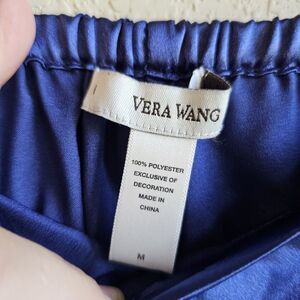 VERA WANG
100% POLYESTER
EXCLUSIVE OF
DECORATION
MADE IN
CHINA
M